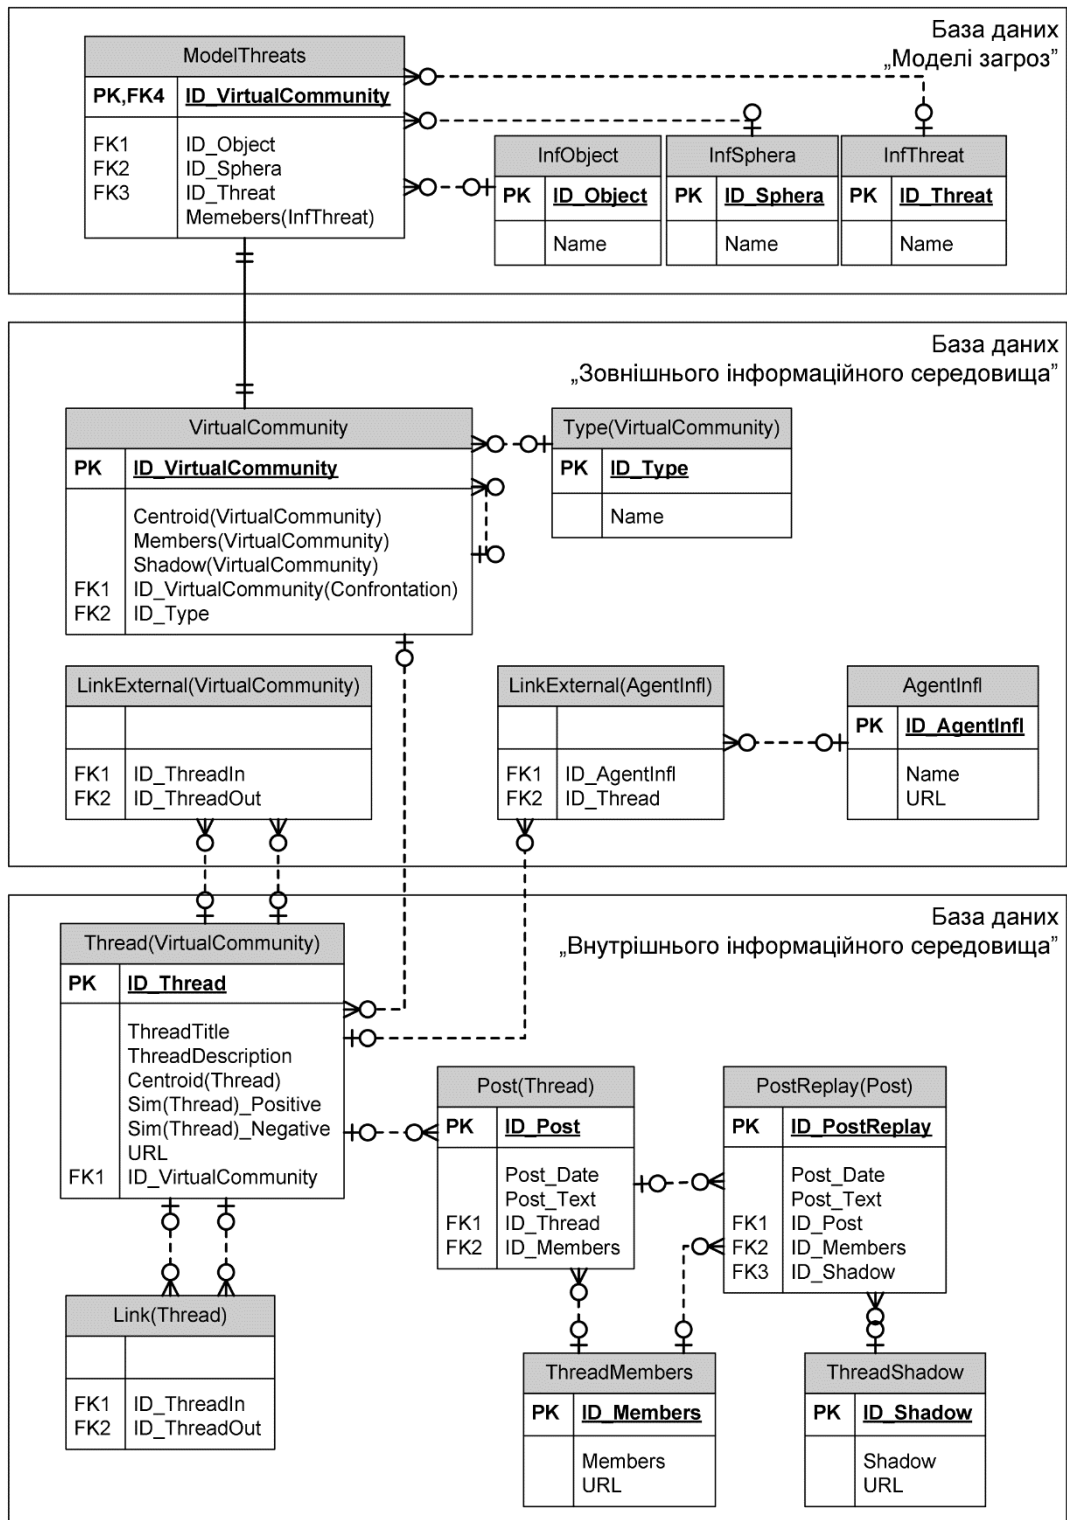 База даних
„Моделі загроз”
ModelThreats
PK,FK4 ID_VirtualCommunity
FK1 ID_Object
FK2 ID_Sphera
FK3 ID_Threat
Memebers(InfThreat)
InfObject
PK ID_Object
Name
InfSphera
PK ID_Sphera
Name
InfThreat
PK ID_Threat
Name
База даних
„Зовнішнього інформаційного середовища”
VirtualCommunity
PK ID_VirtualCommunity
Centroid(VirtualCommunity)
Members(VirtualCommunity)
Shadow(VirtualCommunity)
FK1 ID_VirtualCommunity(Confrontation)
FK2 ID_Type
Type(VirtualCommunity)
PK ID_Type
Name
LinkExternal(VirtualCommunity)
FK1 ID_ThreadIn
FK2 ID_ThreadOut
LinkExternal(AgentInfl)
FK1 ID_AgentInfl
FK2 ID_Thread
AgentInfl
PK ID_AgentInfl
Name
URL
База даних
„Внутрішнього інформаційного середовища”
Thread(VirtualCommunity)
PK ID_Thread
ThreadTitle
ThreadDescription
Centroid(Thread)
Sim(Thread)_Positive
Sim(Thread)_Negative
URL
FK1 ID_VirtualCommunity
Post(Thread)
PK ID_Post
Post_Date
Post_Text
FK1 ID_Thread
FK2 ID_Members
PostReplay(Post)
PK ID_PostReplay
Post_Date
Post_Text
FK1 ID_Post
FK2 ID_Members
FK3 ID_Shadow
Link(Thread)
FK1 ID_ThreadIn
FK2 ID_ThreadOut
ThreadMembers
PK ID_Members
Members
URL
ThreadShadow
PK ID_Shadow
Shadow
URL